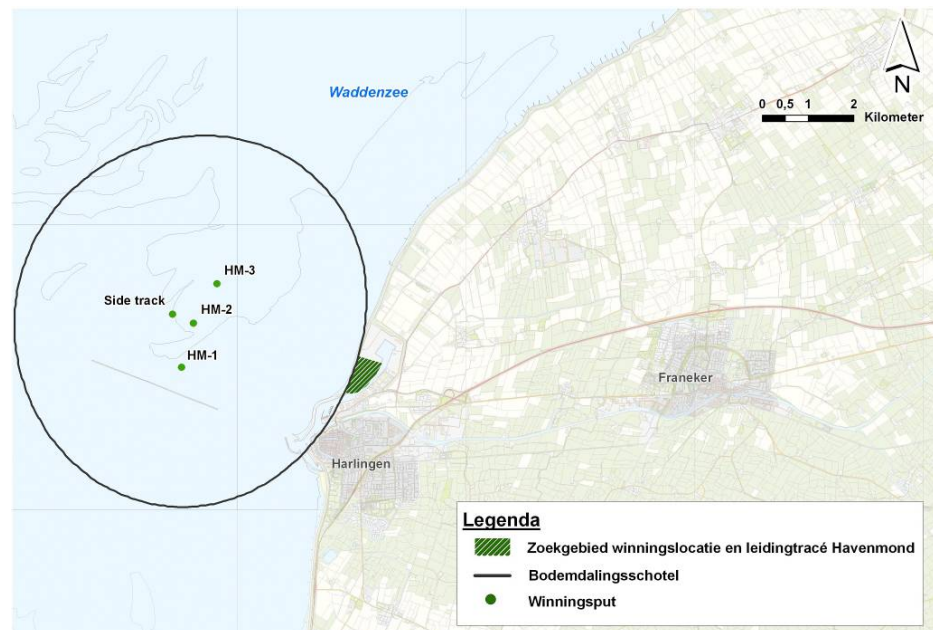 Waddenzee
N
0 0,5 1 2
Kilometer
HM-3
Side track
HM-2
HM-1
Franeker
Harlingen
Legenda
Zoekgebied winningslocatie en leidingtracé Havenmond
Bodemdalingsschotel
Winningsput